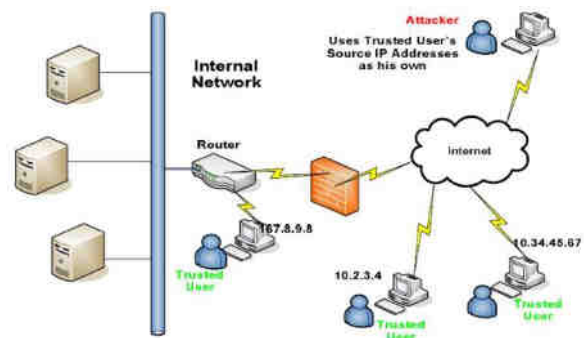 Attacker
Uses Trusted User's
Source IP Addresses
as his own
Internal
Network
Router
Internet
167.8.9.8
Trusted
User
10.2.3.4
Trusted
User
10.34.45.67
Trusted
User